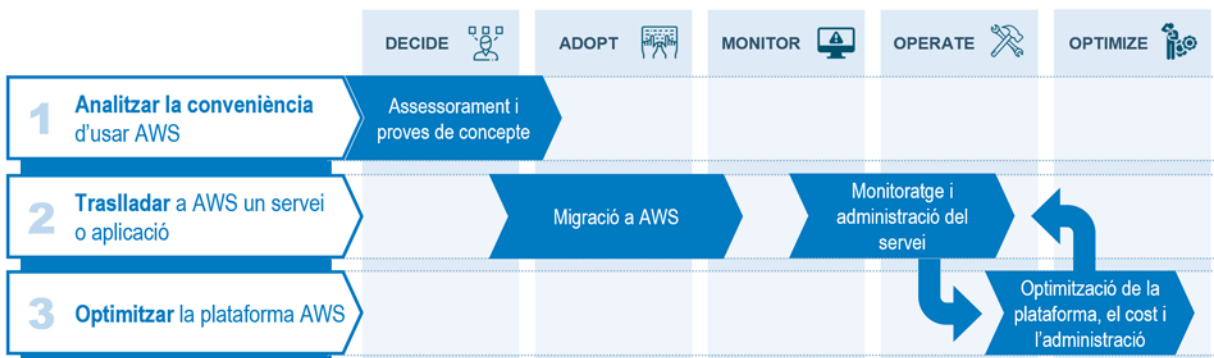 DECIDE
ADOPT
MONITOR
OPERATE
OPTIMIZE
1
Analitzar la conveniència
d'usar AWS
Assessorament i
proves de concepte
2
Traslladar a AWS un servei
o aplicació
Migració a AWS
Monitoratge i
administració del
servei
3
Optimitzar la plataforma AWS
Optimització de la
plataforma, el cost i
l'administració